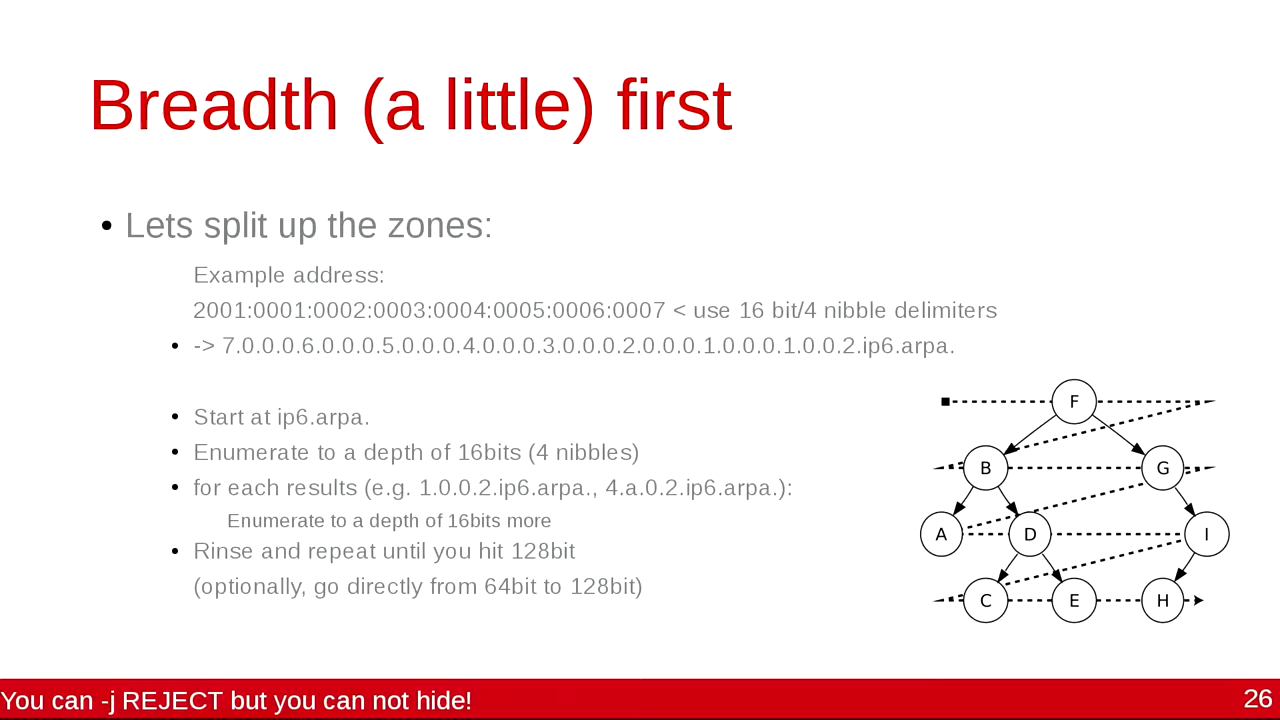 Breadth (a little) first
• Lets split up the zones:
Example address:
2001:0001:0002:0003:0004:0005:0006:0007 < use 16 bit/4 nibble delimiters
• -> 7.0.0.0.6.0.0.0.5.0.0.0.4.0.0.0.3.0.0.0.2.0.0.0.1.0.0.0.1.0.0.2.ip6.arpa.
• Start at ip6.arpa.
• Enumerate to a depth of 16bits (4 nibbles)
• for each results (e.g. 1.0.0.2.ip6.arpa., 4.a.0.2.ip6.arpa.):
Enumerate to a depth of 16bits more
• Rinse and repeat until you hit 128bit
(optionally, go directly from 64bit to 128bit)
F
B G
A D I
C E H
You can -j REJECT but you can not hide!
26